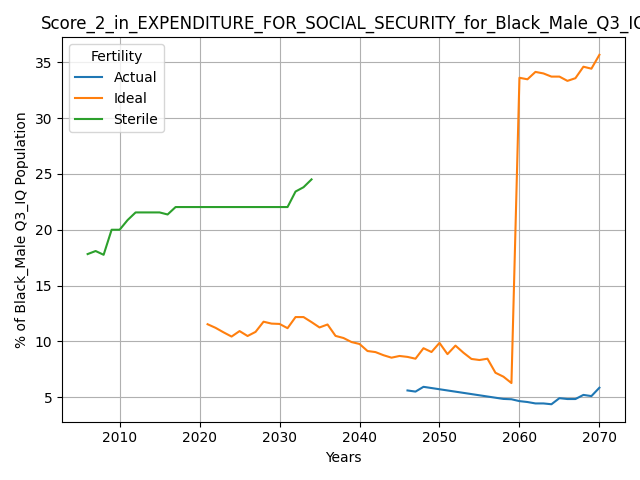 Score_2_in_EXPENDITURE_FOR_SOCIAL_SECURITY_for_Black_Male_Q3_IQ
Fertility
Actual
Ideal
Sterile
% of Black_Male Q3_IQ Population
35
30
25
20
15
10
5
2010 2020 2030 2040 2050 2060 2070
Years